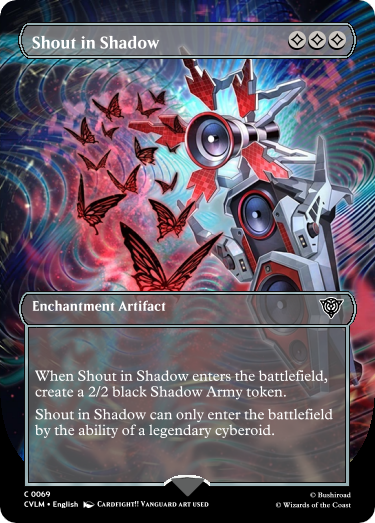 Shout in Shadow
Enchantment Artifact
When Shout in Shadow enters the battlefield,
create a 2/2 black Shadow Army token.
Shout in Shadow can only enter the battlefield
by the ability of a legendary cyberoid.
C 0069
CVLM • English CARDFIGHT!! VANGUARD ART USED
© Bushiroad
© Wizards of the Coast